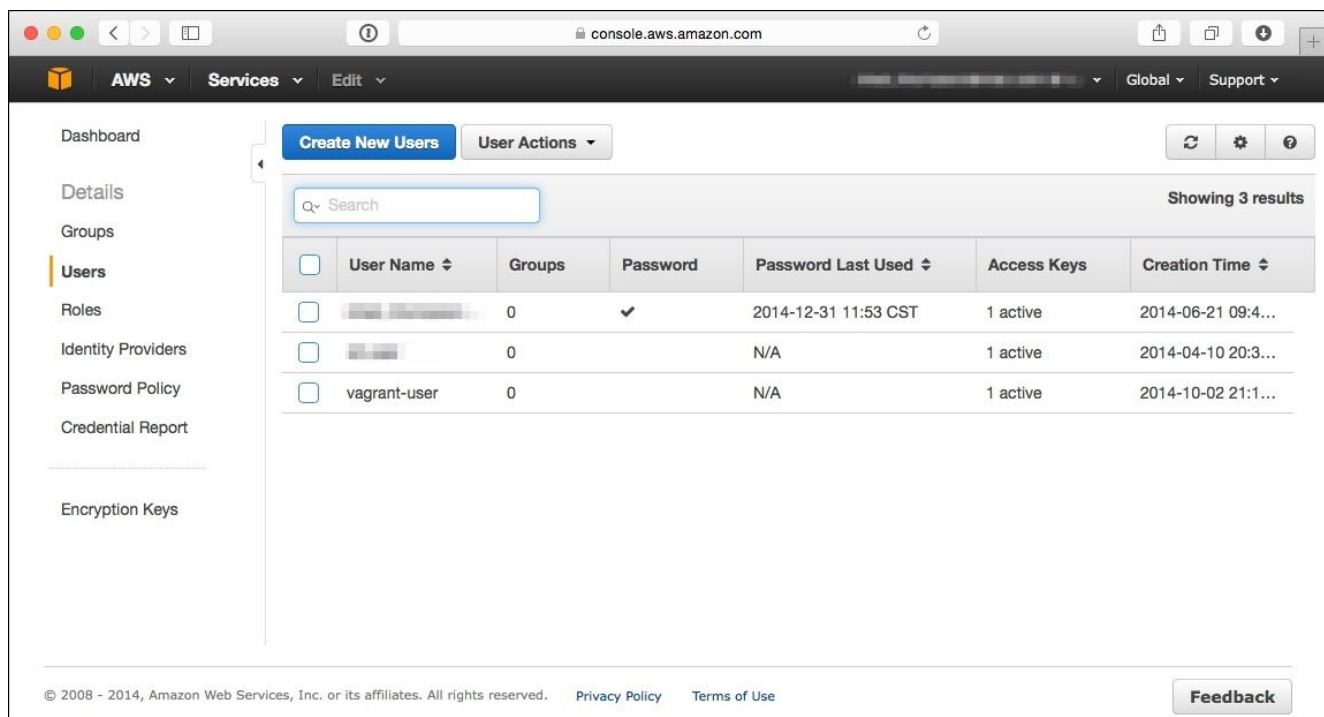 console.aws.amazon.com
AWS Services Edit Global Support
Dashboard
Details
Groups
Users
Roles
Identity Providers
Password Policy
Credential Report
Encryption Keys
Create New Users User Actions
Search
Showing 3 results
User Name Groups Password Password Last Used Access Keys Creation Time
0 2014-12-31 11:53 CST 1 active 2014-06-21 09:4...
0 N/A 1 active 2014-04-10 20:3...
vagrant-user 0 N/A 1 active 2014-10-02 21:1...
© 2008 - 2014, Amazon Web Services, Inc. or its affiliates. All rights reserved. Privacy Policy Terms of Use Feedback